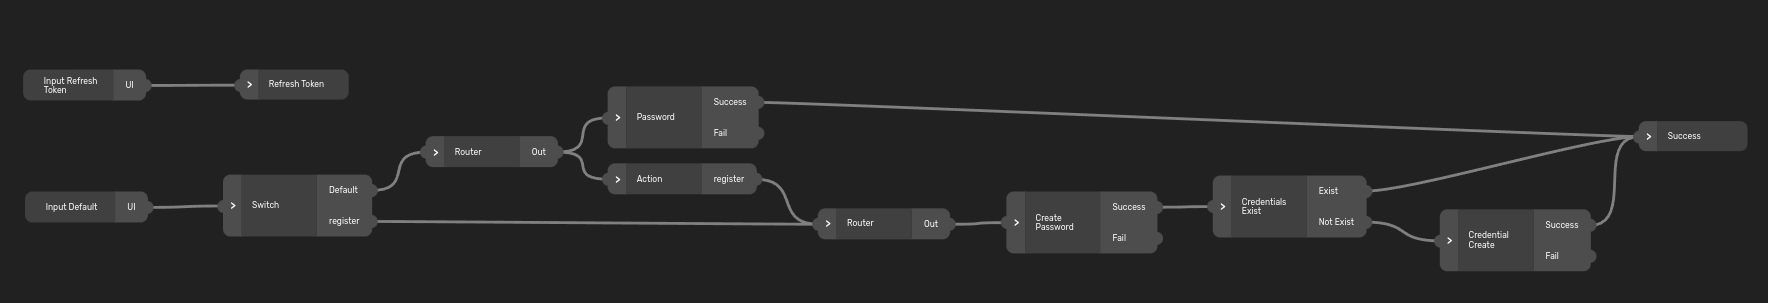 Input Refresh
Token
UI
Refresh Token
Input Default
UI
Switch
Default
register
Router
Out
Password
Success
Fail
Action
register
Router
Out
Create
Password
Success
Fail
Credentials
Exist
Exist
Not Exist
Credential
Create
Success
Fail
Success